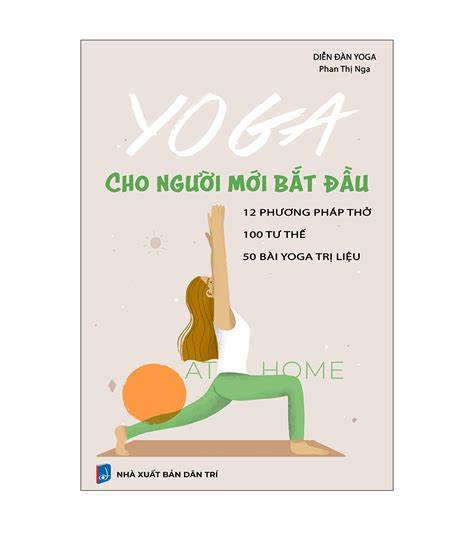 DIỄN ĐÀN YOGA
Phan Thị Nga
YOGA
CHO NGƯỜI MỚI BẮT ĐẦU
12 PHƯƠNG PHÁP THỞ
100 TƯ THẾ
50 BÀI YOGA TRỊ LIỆU
AT HOME
NHÀ XUẤT BẢN DÂN TRÍ